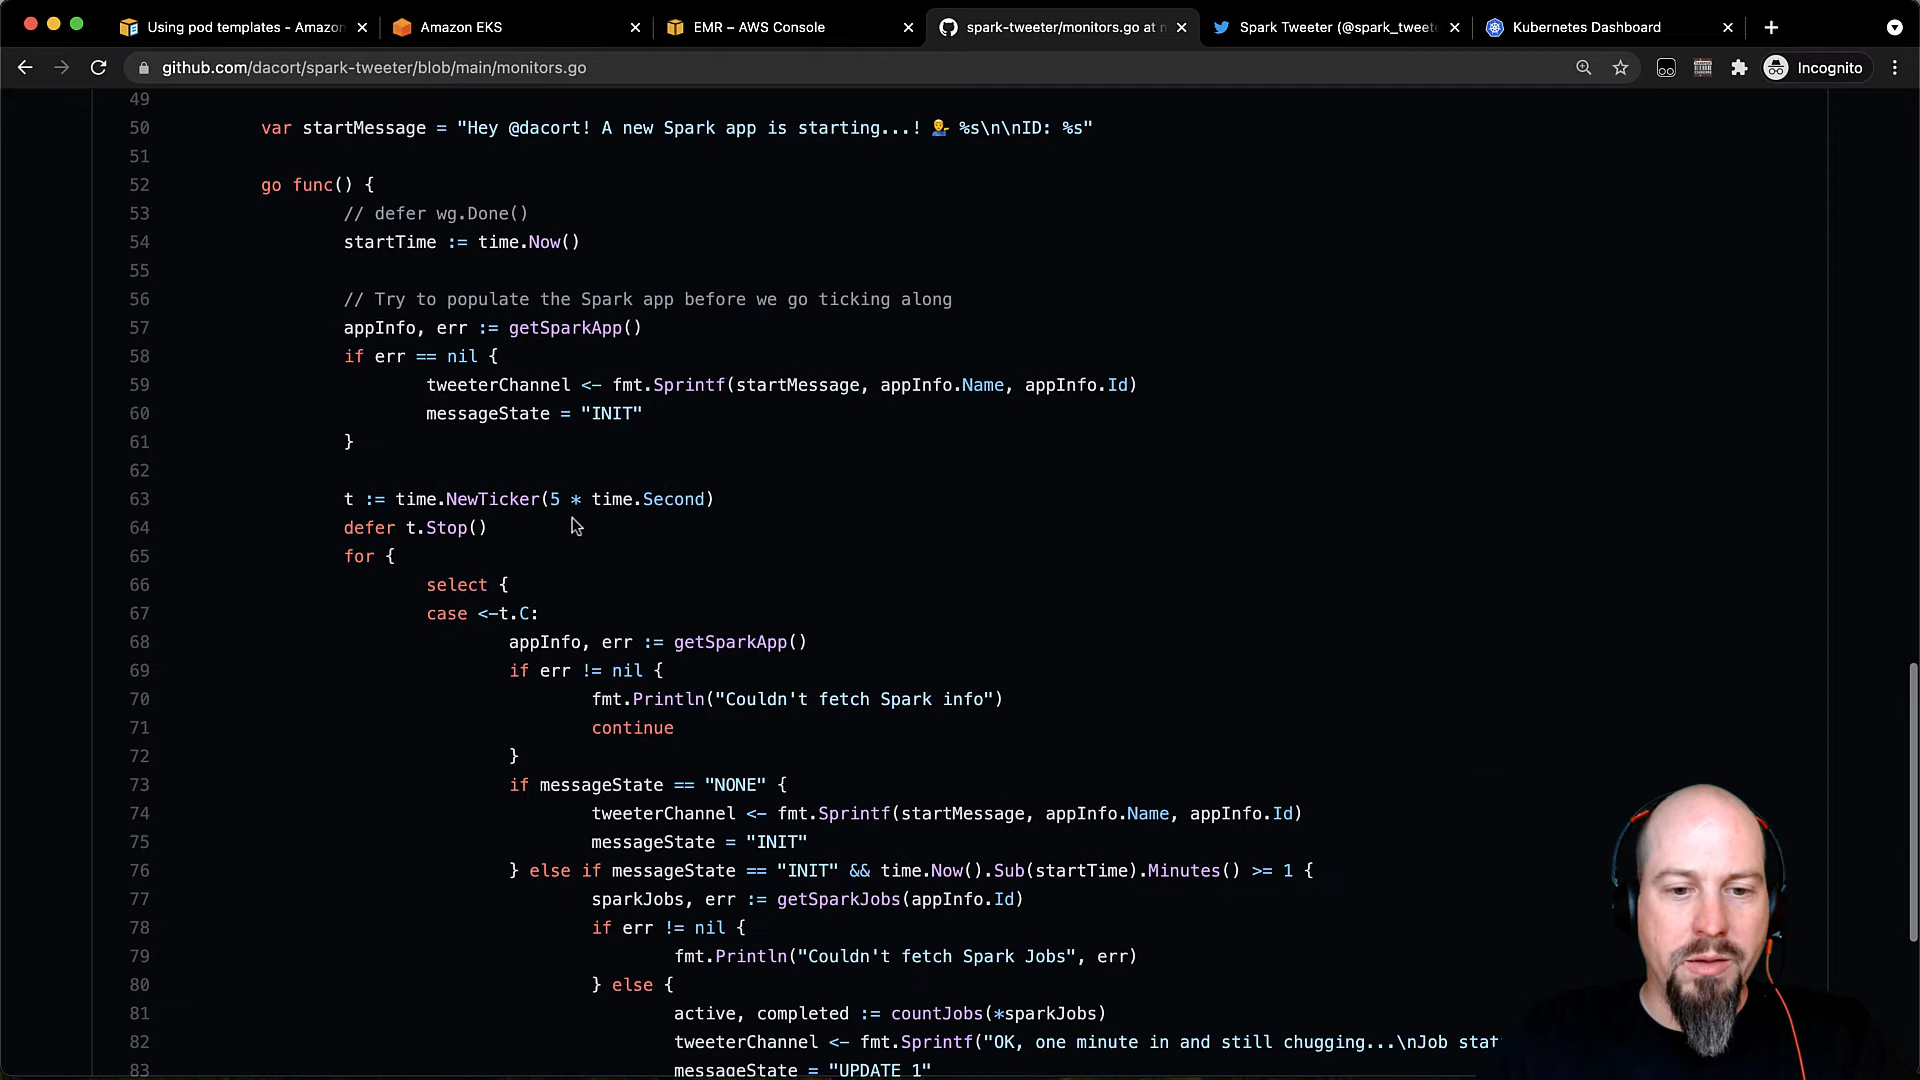 Using pod templates - Amazon
Amazon EKS
EMR – AWS Console
spark-tweeter/monitors.go at m
Spark Tweeter (@spark_tweete
Kubernetes Dashboard
github.com/dacort/spark-tweeter/blob/main/monitors.go
Incognito
49
50 var startMessage = "Hey @dacort! A new Spark app is starting...! 💁‍♂️ %s\n\nID: %s"
51
52 go func() {
53 // defer wg.Done()
54 startTime := time.Now()
55
56 // Try to populate the Spark app before we go ticking along
57 appInfo, err := getSparkApp()
58 if err == nil {
59 tweeterChannel <- fmt.Sprintf(startMessage, appInfo.Name, appInfo.Id)
60 messageState = "INIT"
61 }
62
63 t := time.NewTicker(5 * time.Second)
64 defer t.Stop()
65 for {
66 select {
67 case <-t.C:
68 appInfo, err := getSparkApp()
69 if err != nil {
70 fmt.Println("Couldn't fetch Spark info")
71 continue
72 }
73 if messageState == "NONE" {
74 tweeterChannel <- fmt.Sprintf(startMessage, appInfo.Name, appInfo.Id)
75 messageState = "INIT"
76 } else if messageState == "INIT" && time.Now().Sub(startTime).Minutes() >= 1 {
77 sparkJobs, err := getSparkJobs(appInfo.Id)
78 if err != nil {
79 fmt.Println("Couldn't fetch Spark Jobs", err)
80 } else {
81 active, completed := countJobs(*sparkJobs)
82 tweeterChannel <- fmt.Sprintf("OK, one minute in and still chugging...\nJob stat
83 messageState = "UPDATE_1"